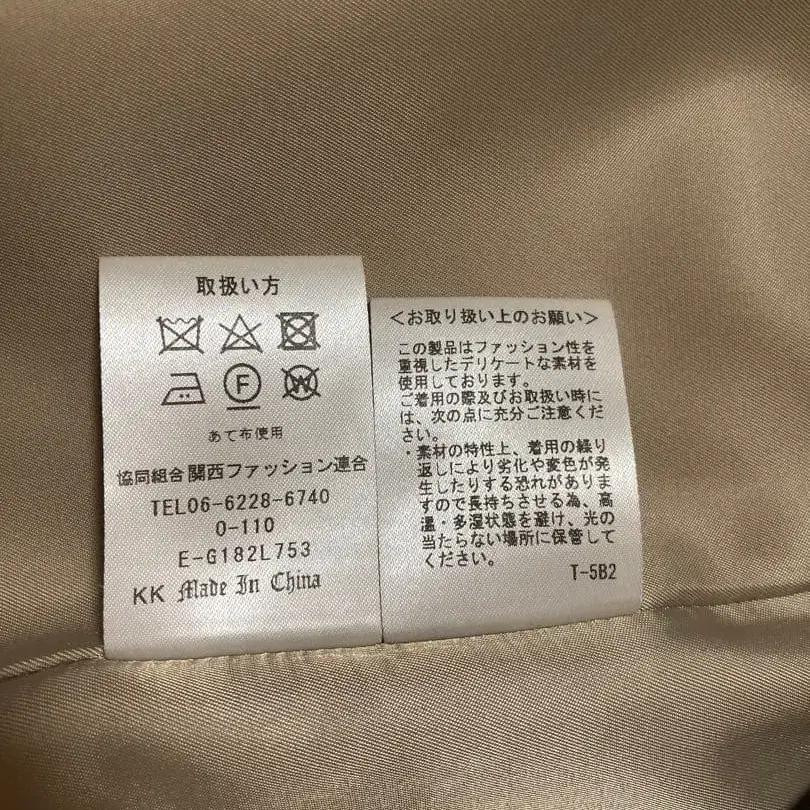 取扱い方
F
W
あて布使用
協同組合 関西ファッション連合
TEL06-6228-6740
0-110
E-G182L753
KK Made In China
＜お取り扱い上のお願い＞
この製品はファッション性を
重視したデリケートな素材を
使用しております。
ご着用の際及びお取扱い時に
は、次の点に充分ご注意くだ
さい。
・素材の特性上、着用の繰り
返しにより劣化や変色が発
生したりする恐れがありま
すので長持ちさせる為、高
温・多湿状態を避け、光の
当たらない場所に保管して
ください。
T-5B2